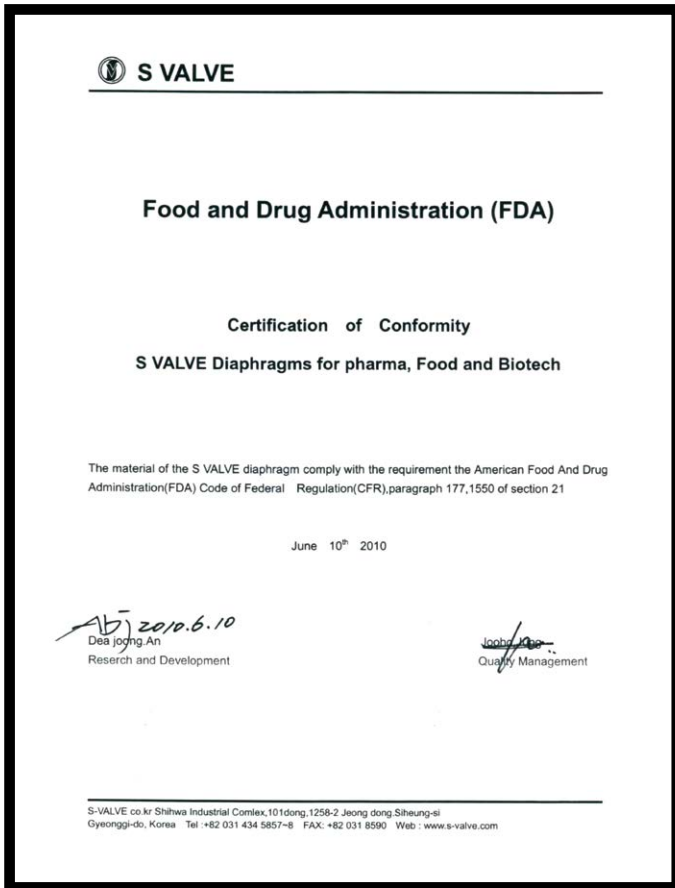 S VALVE
Food and Drug Administration (FDA)
Certification of Conformity
S VALVE Diaphragms for pharma, Food and Biotech
The material of the S VALVE diaphragm comply with the requirement the American Food And Drug
Administration(FDA) Code of Federal Regulation(CFR),paragraph 177,1550 of section 21
June 10th 2010
2010.6.10
Dea joong.An
Reserch and Development
Quality Management
S-VALVE co.kr Shihwa Industrial Comlex,101dong,1258-2 Jeong dong.Siheung-si
Gyeonggi-do, Korea Tel :+82 031 434 5857~8 FAX: +82 031 8590 Web : www.s-valve.com